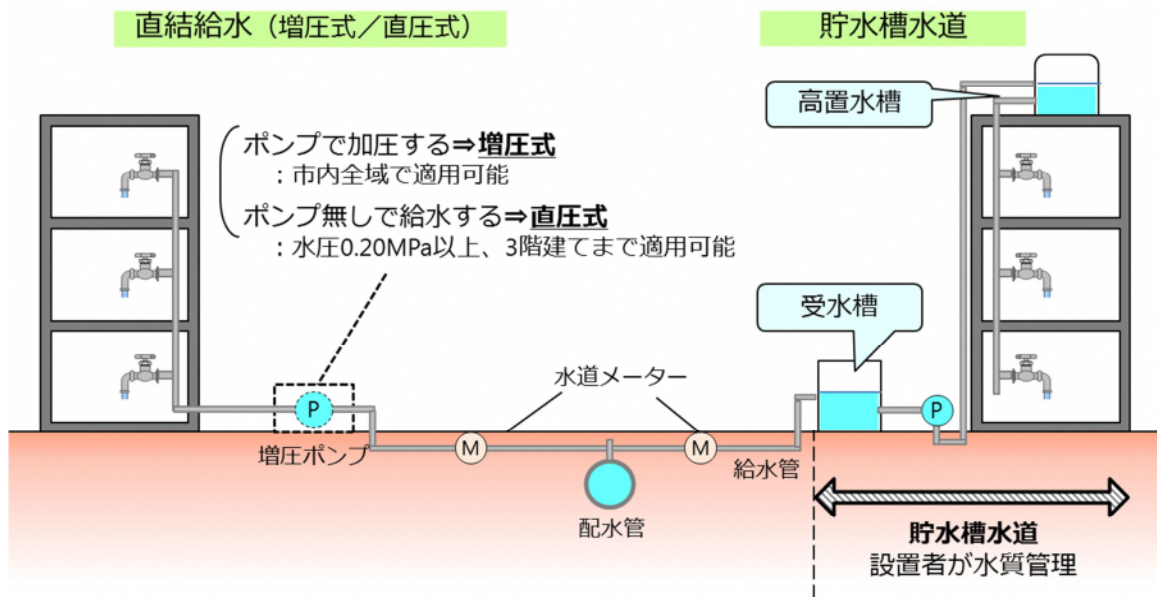 直結給水（増圧式／直圧式）
貯水槽水道
高置水槽
ポンプで加圧する⇒増圧式
：市内全域で適用可能
ポンプ無しで給水する⇒直圧式
：水圧0.20MPa以上、3階建てまで適用可能
受水槽
水道メーター
P
P
増圧ポンプ
M
M
給水管
配水管
貯水槽水道
設置者が水質管理